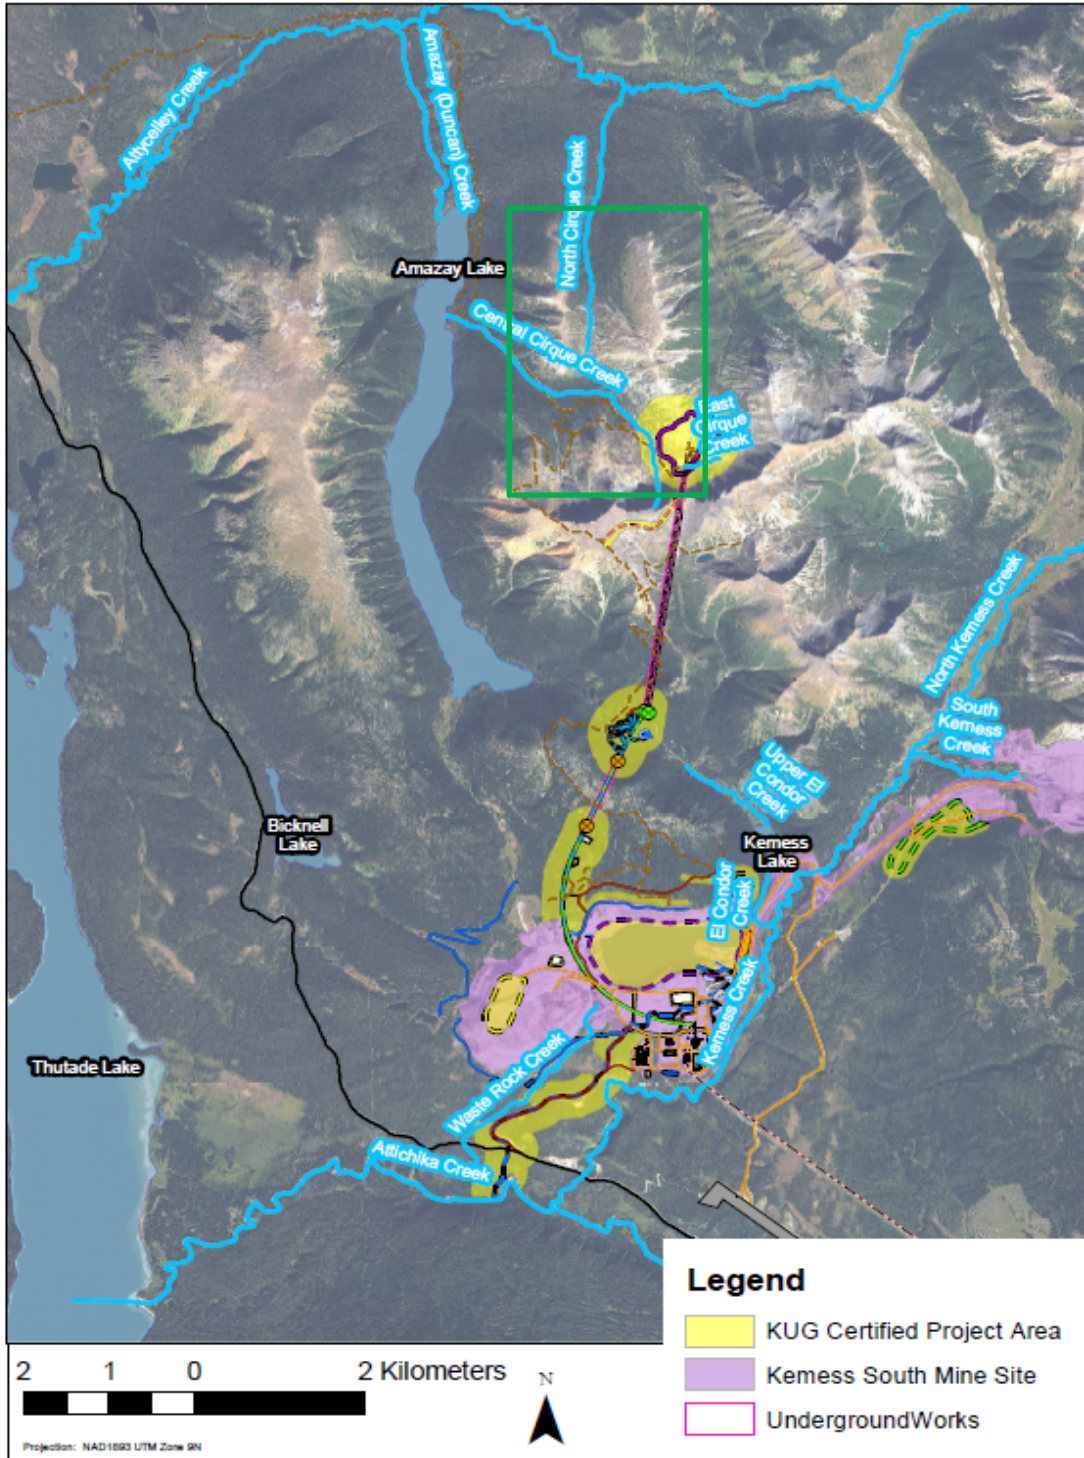 Attycelley Creek
Amazay (Duncan) Creek
North Cirque Creek
Amazay Lake
Central Cirque Creek
East
Cirque
Creek
North Kemess Creek
South
Kemess
Creek
Upper El
Condor
Creek
Bicknell
Lake
Kemess
Lake
El Condor
Creek
Kemess Creek
Thutade Lake
Waste Rock Creek
Attichika Creek
Legend
KUG Certified Project Area
Kemess South Mine Site
UndergroundWorks
2 1 0 2 Kilometers
N
Projection: NAD1893 UTM Zone 9N